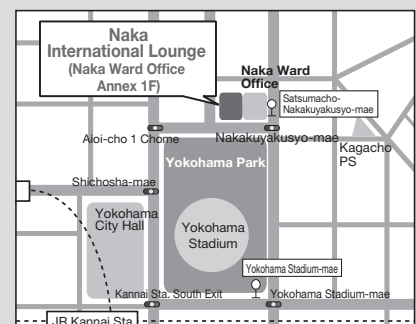 Naka
International Lounge
(Naka Ward Office
Annex 1F)
Naka Ward
Office
Satsumacho-
Nakakuyakusyo-mae
Aioi-cho 1 Chome
Nakakuyakusyo-mae
Kagacho
PS
Yokohama Park
Shichosha-mae
Yokohama
City Hall
Yokohama
Stadium
Yokohama Stadium-mae
Kannai Sta. South Exit
Yokohama Stadium-mae
JR Kannai Sta.